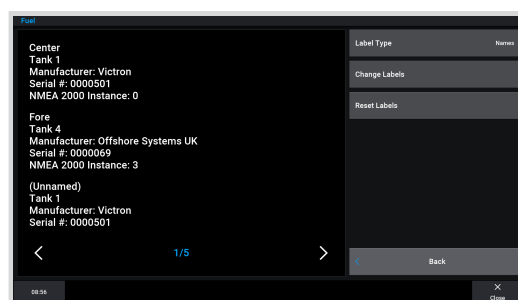 Fuel
Center
Tank 1
Manufacturer: Victron
Serial #: 0000501
NMEA 2000 Instance: 0
Fore
Tank 4
Manufacturer: Offshore Systems UK
Serial #: 0000069
NMEA 2000 Instance: 3
(Unnamed)
Tank 1
Manufacturer: Victron
Serial #: 0000501
1/5
Label Type Names
Change Labels
Reset Labels
Back
08:56
Close